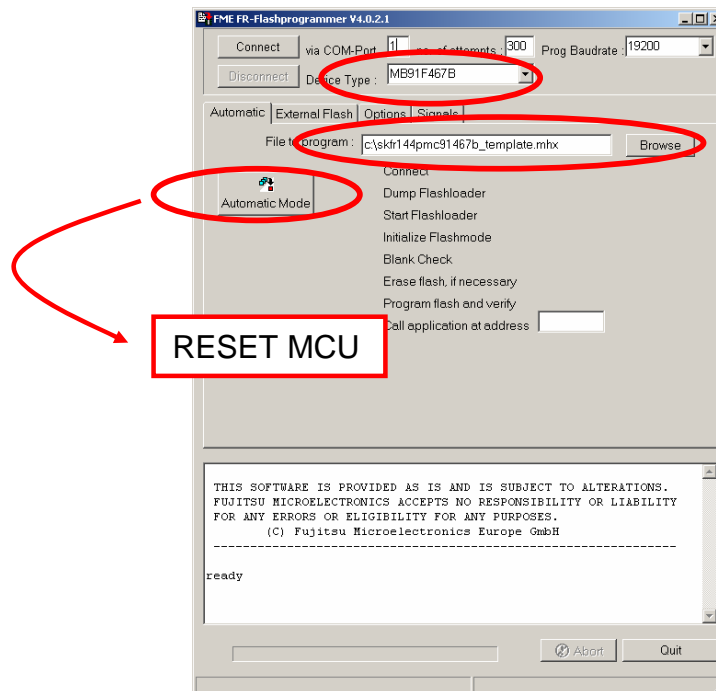 FME FR-Flashprogrammer V4.0.2.1
Connect via COM-Port 1 no. of attempts : 300 Prog Baudrate : 19200
Disconnect Device Type : MB91F467B
Automatic External Flash Options Signals
File to program : c:\skfr144pmc91467b_template.mhx Browse
Connect
Automatic Mode
Dump Flashloader
Start Flashloader
Initialize Flashmode
Blank Check
Erase flash, if necessary
Program flash and verify
Call application at address
RESET MCU
THIS SOFTWARE IS PROVIDED AS IS AND IS SUBJECT TO ALTERATIONS.
FUJITSU MICROELECTRONICS ACCEPTS NO RESPONSIBILITY OR LIABILITY
FOR ANY ERRORS OR ELIGIBILITY FOR ANY PURPOSES.
(C) Fujitsu Microelectronics Europe GmbH
----------------------------------------------------------------
ready
Abort Quit